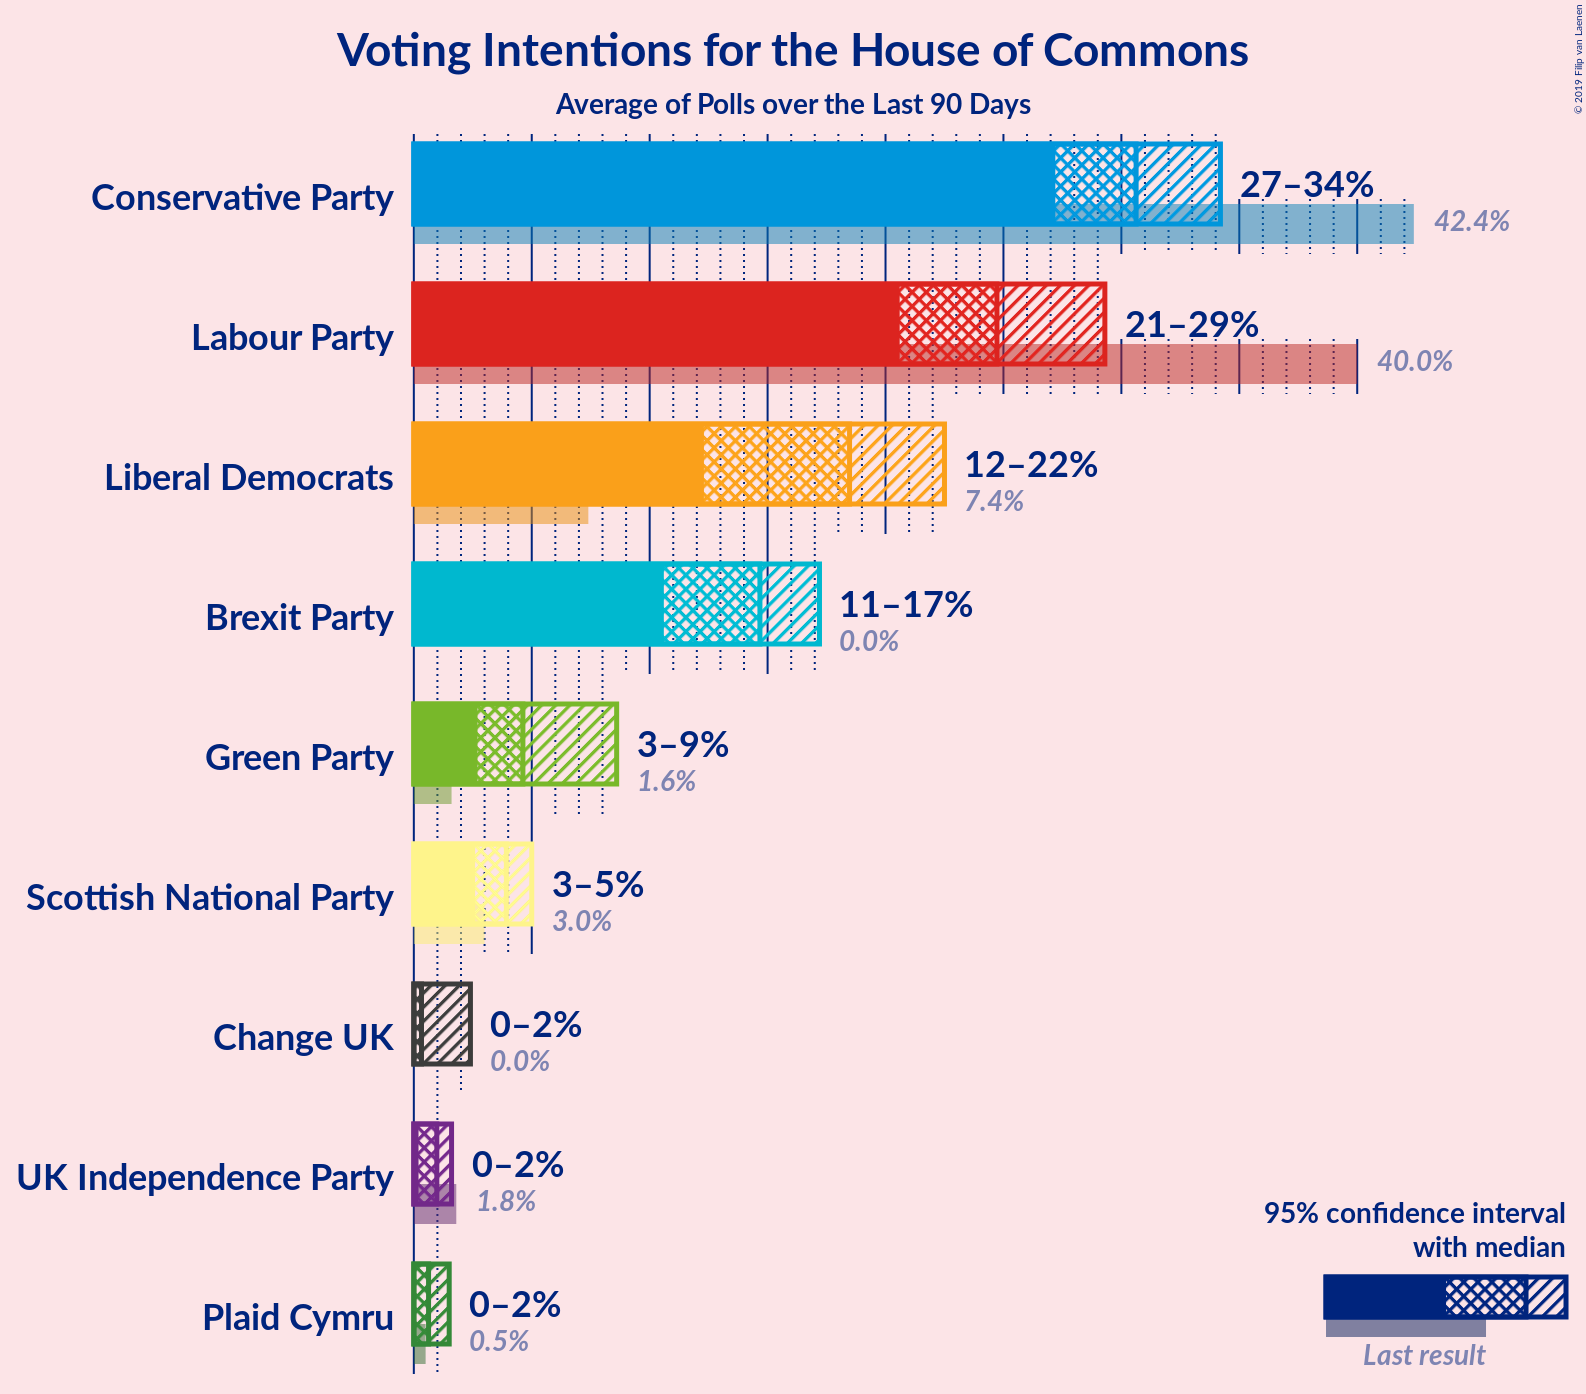 Voting Intentions for the House of Commons
Average of Polls over the Last 90 Days
© 2019 Filip van Laenen
Conservative Party
27–34%
42.4%
Labour Party
21–29%
40.0%
Liberal Democrats
12–22%
7.4%
Brexit Party
11–17%
0.0%
Green Party
3–9%
1.6%
Scottish National Party
3–5%
3.0%
Change UK
0–2%
0.0%
UK Independence Party
0–2%
1.8%
Plaid Cymru
0–2%
0.5%
95% confidence interval
with median
Last result